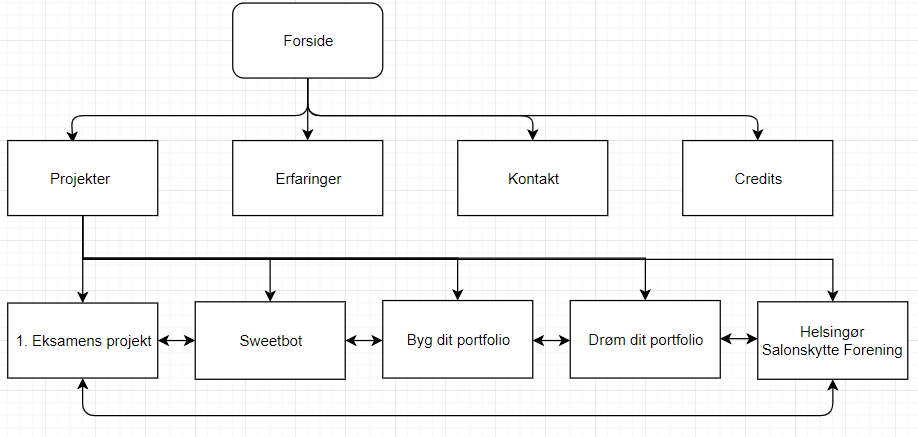 Forside
Projekter
Erfaringer
Kontakt
Credits
1. Eksamens projekt
Sweetbot
Byg dit portfolio
Drøm dit portfolio
Helsingør
Salonskytte Forening